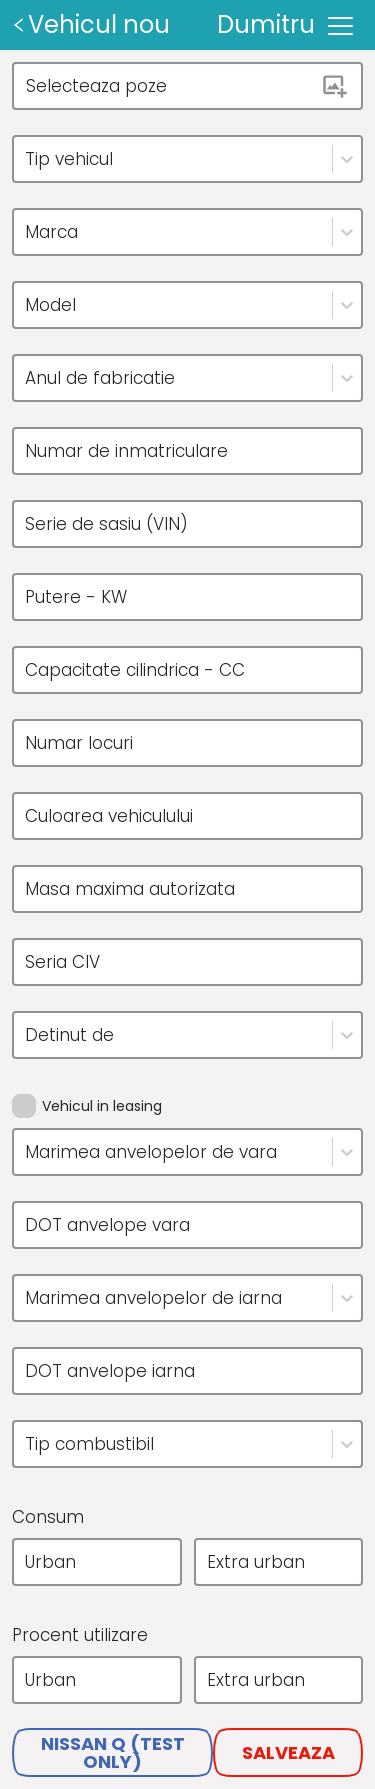 < Vehicul nou Dumitru
Selecteaza poze
Tip vehicul
Marca
Model
Anul de fabricatie
Numar de inmatriculare
Serie de sasiu (VIN)
Putere - KW
Capacitate cilindrica - CC
Numar locuri
Culoarea vehiculului
Masa maxima autorizata
Seria CIV
Detinut de
Vehicul in leasing
Marimea anvelopelor de vara
DOT anvelope vara
Marimea anvelopelor de iarna
DOT anvelope iarna
Tip combustibil
Consum
Urban Extra urban
Procent utilizare
Urban Extra urban
NISSAN Q (TEST
ONLY)
SALVEAZA